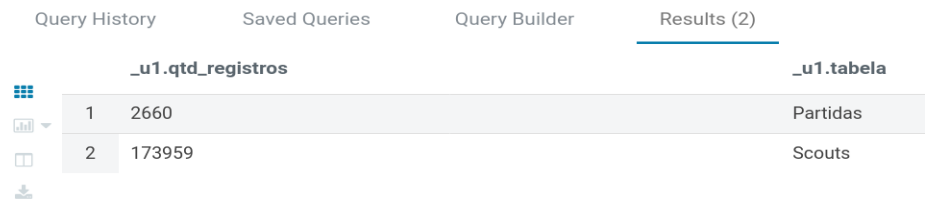 Query History Saved Queries Query Builder Results (2)
_u1.qtd_registros _u1.tabela
1 2660 Partidas
2 173959 Scouts